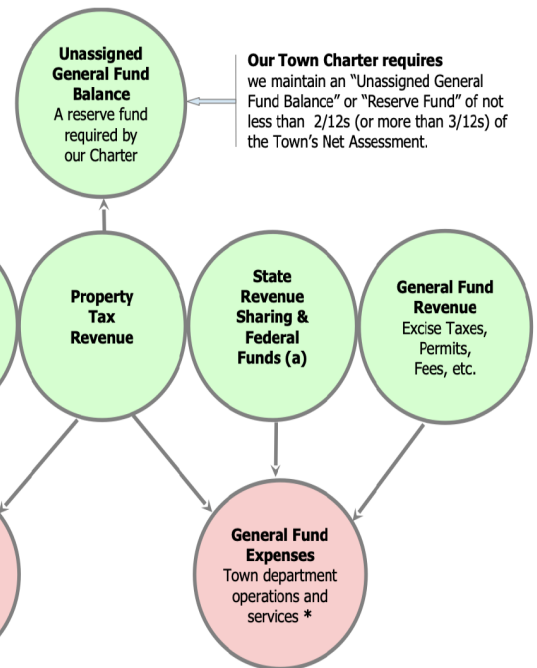 Unassigned
General Fund
Balance
A reserve fund
required by
our Charter
Our Town Charter requires
we maintain an “Unassigned General
Fund Balance” or “Reserve Fund” of not
less than 2/12s (or more than 3/12s) of
the Town’s Net Assessment.
Property
Tax
Revenue
State
Revenue
Sharing &
Federal
Funds (a)
General Fund
Revenue
Excise Taxes,
Permits,
Fees, etc.
General Fund
Expenses
Town department
operations and
services *